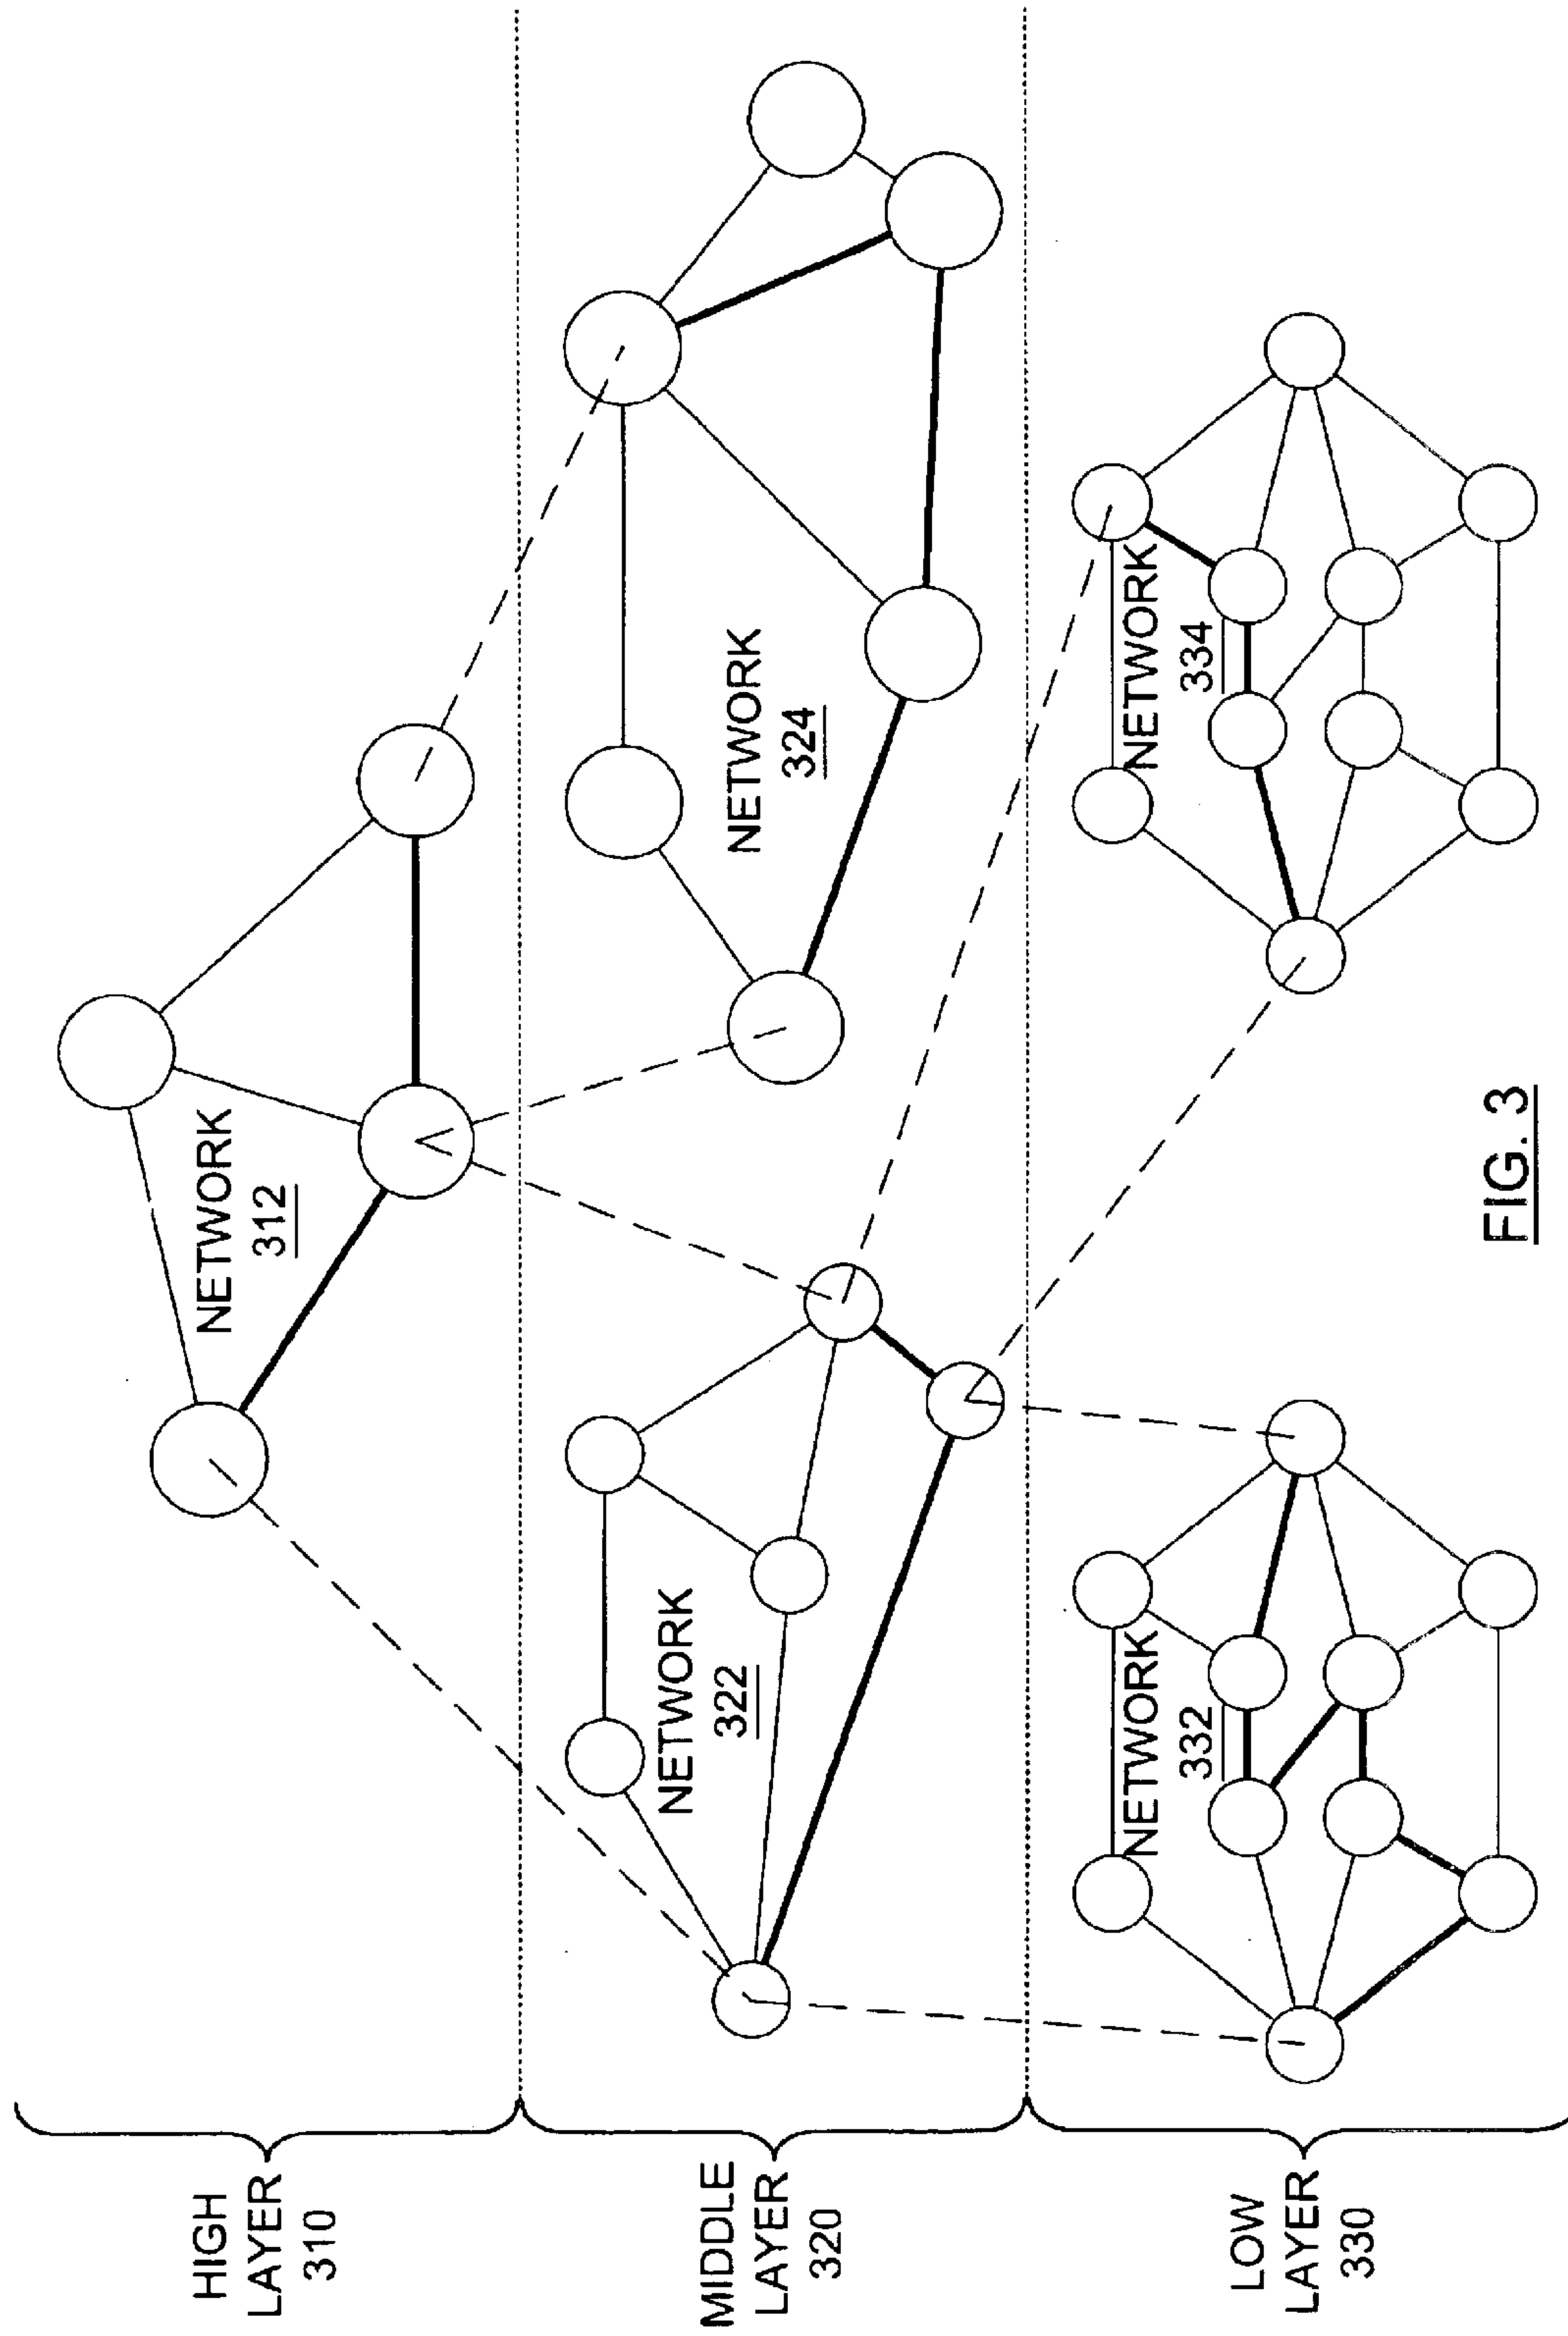 HIGH
LAYER
310
NETWORK
312
MIDDLE
LAYER
320
NETWORK
322
NETWORK
324
LOW
LAYER
330
NETWORK
332
NETWORK
334
FIG. 3